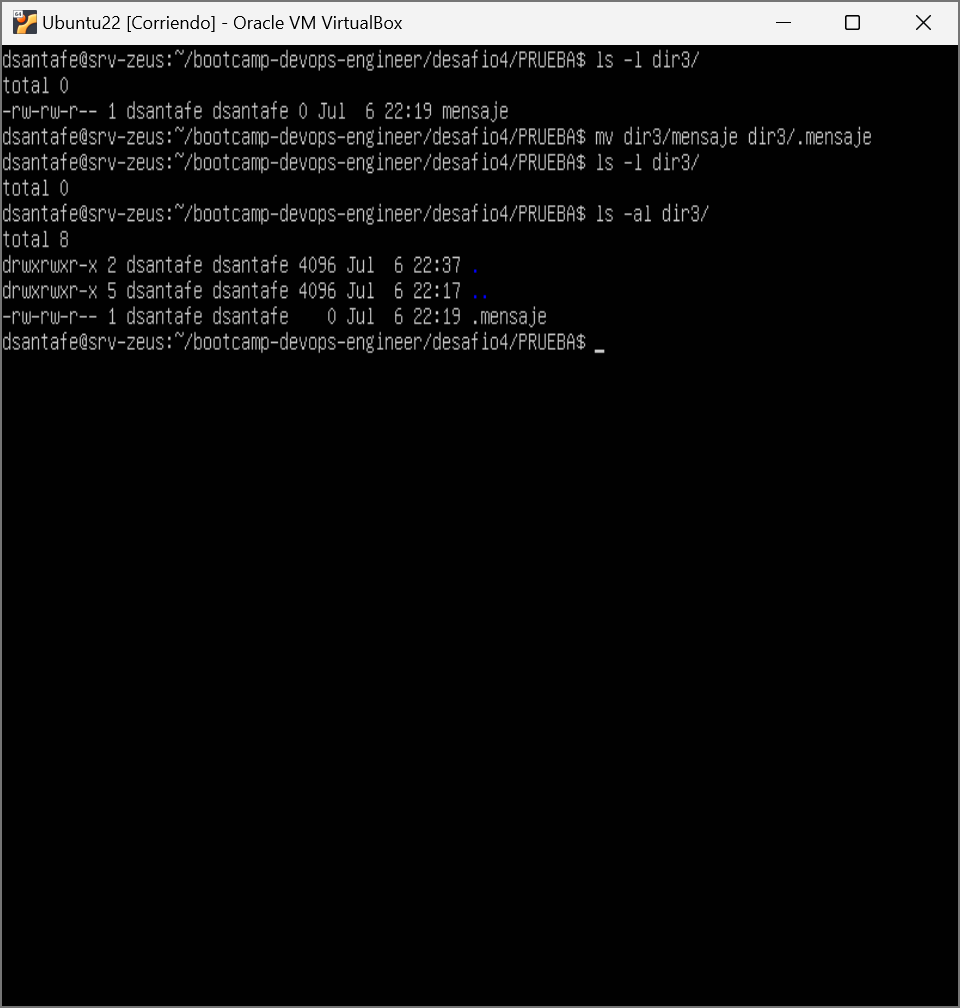 Ubuntu22 [Corriendo] - Oracle VM VirtualBox
dsantafe@srv-zeus:~/bootcamp-devops-engineer/desafio4/PRUEBA$ ls -l dir3/
total 0
-rw-rw-r-- 1 dsantafe dsantafe 0 Jul  6 22:19 mensaje
dsantafe@srv-zeus:~/bootcamp-devops-engineer/desafio4/PRUEBA$ mv dir3/mensaje dir3/.mensaje
dsantafe@srv-zeus:~/bootcamp-devops-engineer/desafio4/PRUEBA$ ls -l dir3/
total 0
dsantafe@srv-zeus:~/bootcamp-devops-engineer/desafio4/PRUEBA$ ls -al dir3/
total 8
drwxrwxr-x 2 dsantafe dsantafe 4096 Jul  6 22:37 .
drwxrwxr-x 5 dsantafe dsantafe 4096 Jul  6 22:17 ..
-rw-rw-r-- 1 dsantafe dsantafe    0 Jul  6 22:19 .mensaje
dsantafe@srv-zeus:~/bootcamp-devops-engineer/desafio4/PRUEBA$ _